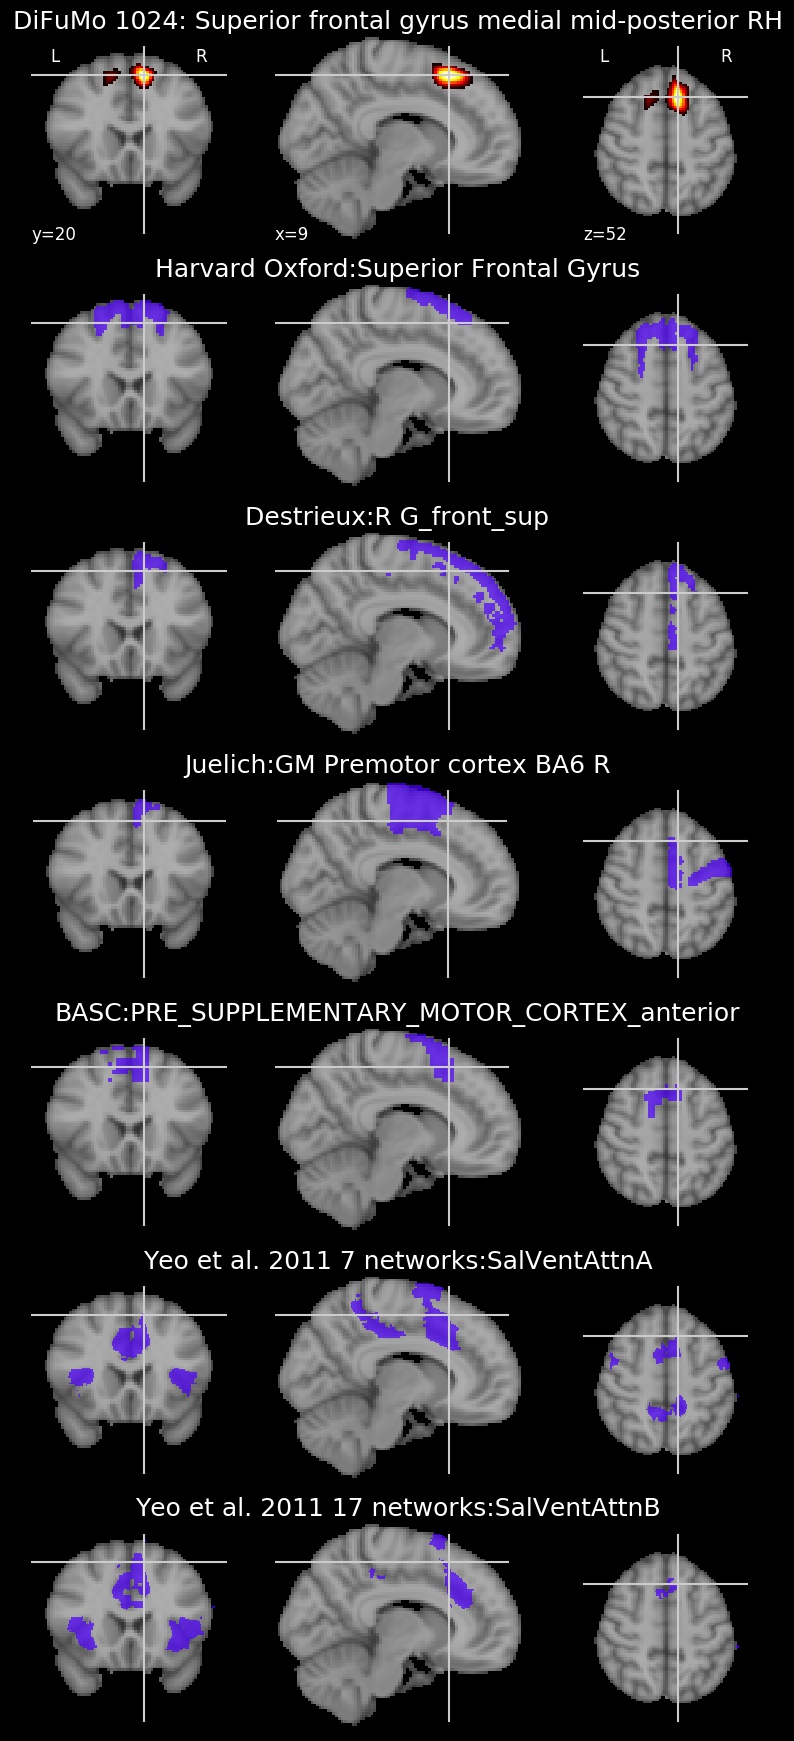 DiFuMo 1024: Superior frontal gyrus medial mid-posterior RH
L R L R
y=20 x=9 z=52
Harvard Oxford:Superior Frontal Gyrus
Destrieux:R G_front_sup
Juelich:GM Premotor cortex BA6 R
BASC:PRE_SUPPLEMENTARY_MOTOR_CORTEX_anterior
Yeo et al. 2011 7 networks:SalVentAttnA
Yeo et al. 2011 17 networks:SalVentAttnB